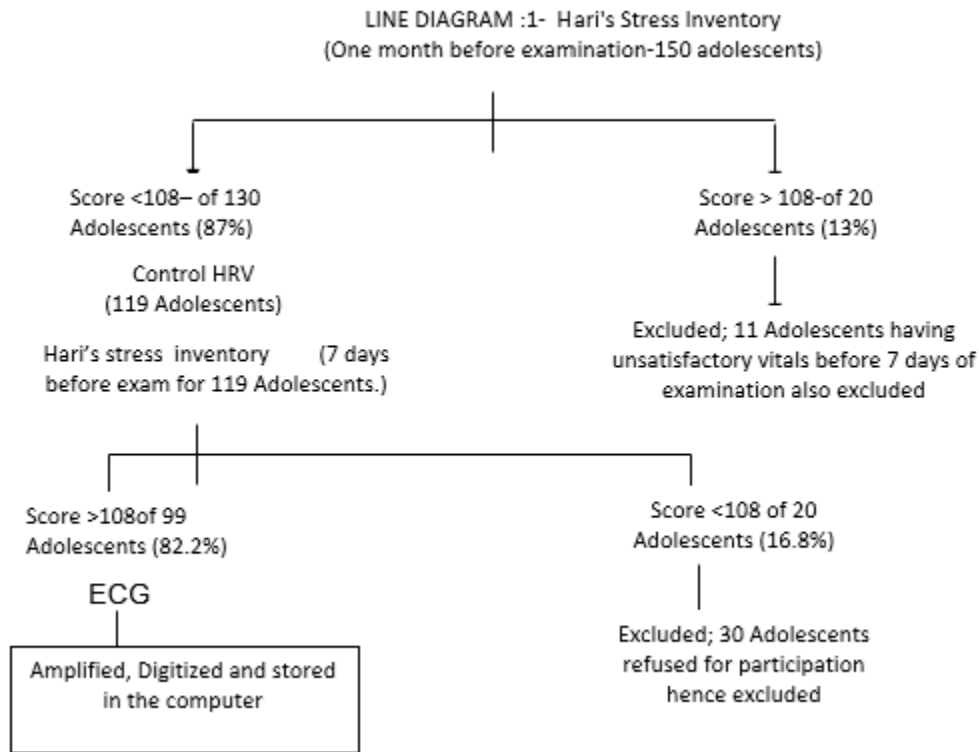 LINE DIAGRAM :1- Hari's Stress Inventory
(One month before examination-150 adolescents)
Score <108– of 130
Adolescents (87%)
Score > 108-of 20
Adolescents (13%)
Control HRV
(119 Adolescents)
Hari's stress inventory (7 days
before exam for 119 Adolescents.)
Excluded; 11 Adolescents having
unsatisfactory vitals before 7 days of
examination also excluded
Score >108of 99
Adolescents (82.2%)
Score <108 of 20
Adolescents (16.8%)
ECG
Amplified, Digitized and stored
in the computer
Excluded; 30 Adolescents
refused for participation
hence excluded